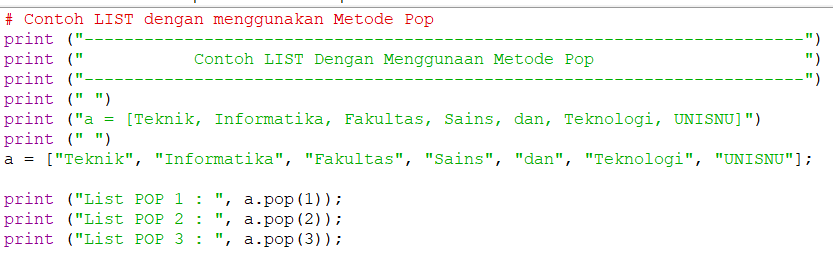 # Contoh LIST dengan menggunakan Metode Pop
print ("------------------------------------------------------------------------")
print ("           Contoh LIST Dengan Menggunaan Metode Pop                     ")
print ("------------------------------------------------------------------------")
print (" ")
print ("a = [Teknik, Informatika, Fakultas, Sains, dan, Teknologi, UNISNU]")
print (" ")
a = ["Teknik", "Informatika", "Fakultas", "Sains", "dan", "Teknologi", "UNISNU"];

print ("List POP 1 : ", a.pop(1));
print ("List POP 2 : ", a.pop(2));
print ("List POP 3 : ", a.pop(3));